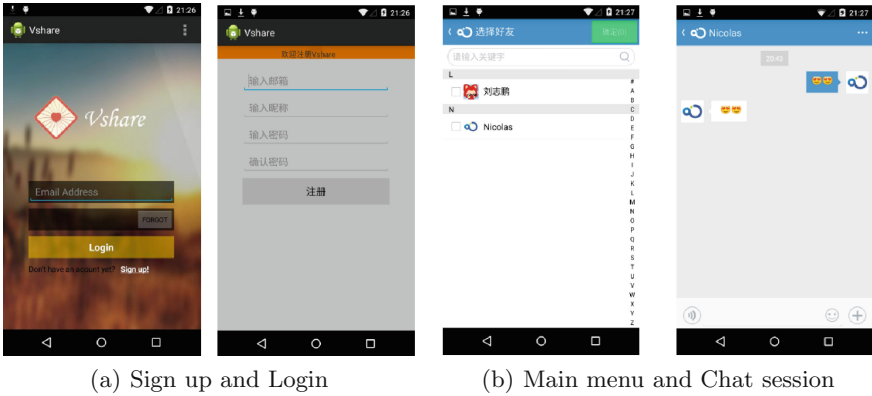 21:26
Vshare
Vshare
Email Address
FORGOT
Login
Don't have an acount yet? Sign up!
21:26
Vshare
欢迎注册Vshare
输入邮箱
输入昵称
输入密码
确认密码
注册
21:27
选择好友
请输入关键字
L
刘志鹏
N
Nicolas
#
A
B
C
D
E
F
G
H
I
J
K
L
M
N
O
P
Q
R
S
T
U
V
W
X
Y
Z
21:27
Nicolas
20:43
(a) Sign up and Login
(b) Main menu and Chat session